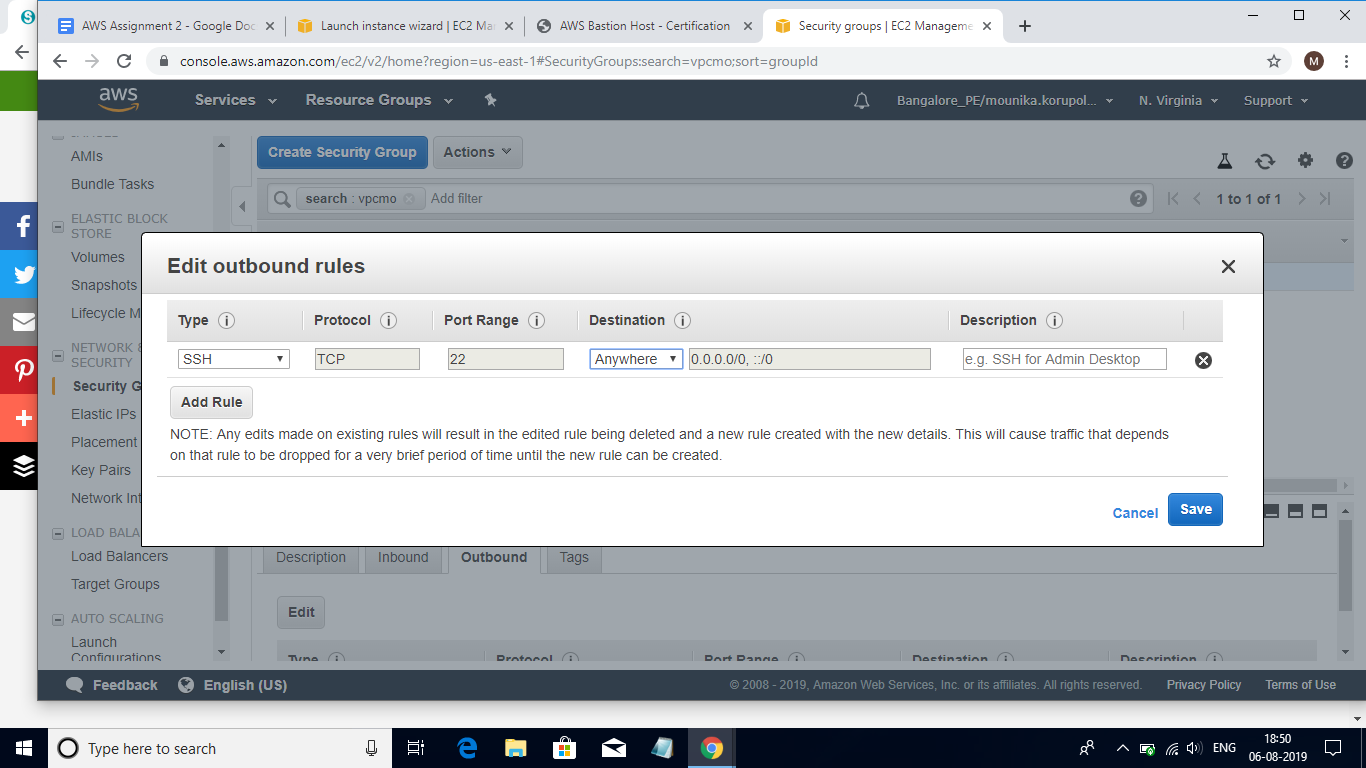 AWS Assignment 2 - Google Doc
Launch instance wizard | EC2 Ma
AWS Bastion Host - Certification
Security groups | EC2 Manageme
console.aws.amazon.com/ec2/v2/home?region=us-east-1#SecurityGroups:search=vpcmo;sort=groupId
M
aws
Services
Resource Groups
Bangalore_PE/mounika.korupol...
N. Virginia
Support
AMIs
Bundle Tasks
ELASTIC BLOCK
STORE
Volumes
Snapshots
Lifecycle M
NETWORK &
SECURITY
Security G
Elastic IPs
Placement
Key Pairs
Network Int
LOAD BALA
Load Balancers
Target Groups
AUTO SCALING
Launch
Configurations
Create Security Group
Actions
search : vpcmo
Add filter
1 to 1 of 1
Edit outbound rules
Type
Protocol
Port Range
Destination
Description
SSH
TCP
22
Anywhere
0.0.0.0/0, ::/0
e.g. SSH for Admin Desktop
Add Rule
NOTE: Any edits made on existing rules will result in the edited rule being deleted and a new rule created with the new details. This will cause traffic that depends
on that rule to be dropped for a very brief period of time until the new rule can be created.
Cancel
Save
Description
Inbound
Outbound
Tags
Edit
Type
Protocol
Port Range
Destination
Description
Feedback
English (US)
© 2008 - 2019, Amazon Web Services, Inc. or its affiliates. All rights reserved.
Privacy Policy
Terms of Use
Type here to search
ENG
18:50
06-08-2019